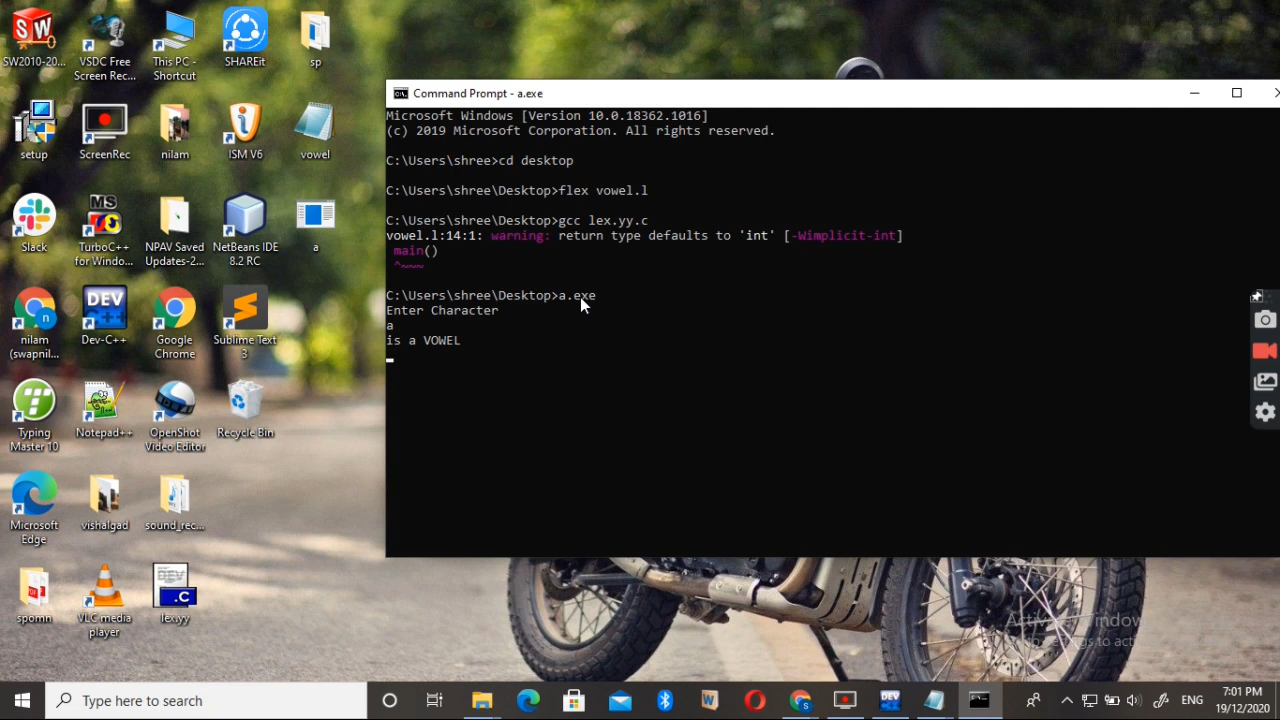 SW2010-20...
VSDC Free
Screen Rec...
This PC -
Shortcut
SHAREit
sp
setup
ScreenRec
nilam
ISM V6
vowel
Slack
TurboC++
for Windo...
NPAV Saved
Updates-2...
NetBeans IDE
8.2 RC
a
nilam
(swapnil...
Dev-C++
Google
Chrome
Sublime Text
3
Typing
Master 10
Notepad++
OpenShot
Video Editor
Recycle Bin
Microsoft
Edge
vishalgad
sound_rec...
spomn
VLC media
player
lex.yy
Command Prompt - a.exe
Microsoft Windows [Version 10.0.18362.1016]
(c) 2019 Microsoft Corporation. All rights reserved.
C:\Users\shree>cd desktop
C:\Users\shree\Desktop>flex vowel.l
C:\Users\shree\Desktop>gcc lex.yy.c
vowel.l:14:1: warning: return type defaults to 'int' [-Wimplicit-int]
main()
^~~~
C:\Users\shree\Desktop>a.exe
Enter Character
a
is a VOWEL
Type here to search
ENG
7:01 PM
19/12/2020